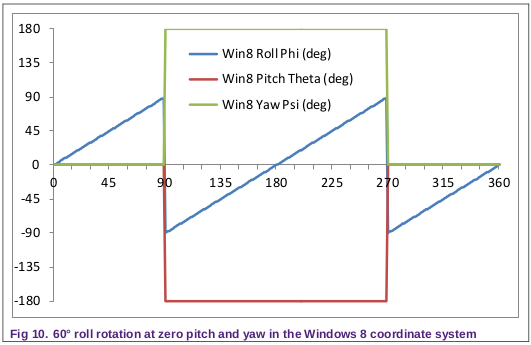 180
135
90
45
0
-45
-90
-135
-180
Win8 Roll Phi (deg)
Win8 Pitch Theta (deg)
Win8 Yaw Psi (deg)
0 45 90 135 180 225 270 315 360
Fig 10. 60° roll rotation at zero pitch and yaw in the Windows 8 coordinate system